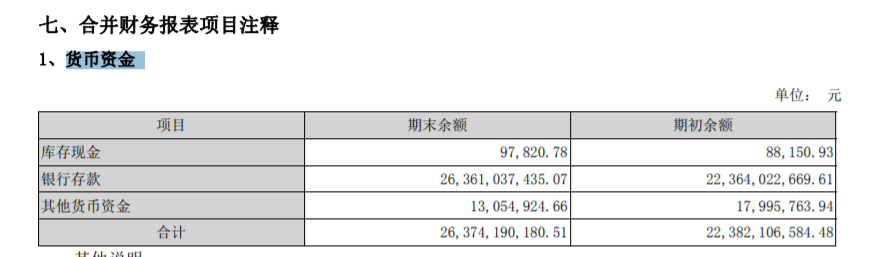 七、合并财务报表项目注释
1、货币资金
单位： 元
项目 期末余额 期初余额
库存现金 97,820.78 88,150.93
银行存款 26,361,037,435.07 22,364,022,669.61
其他货币资金 13,054,924.66 17,995,763.94
合计 26,374,190,180.51 22,382,106,584.48
其他说明